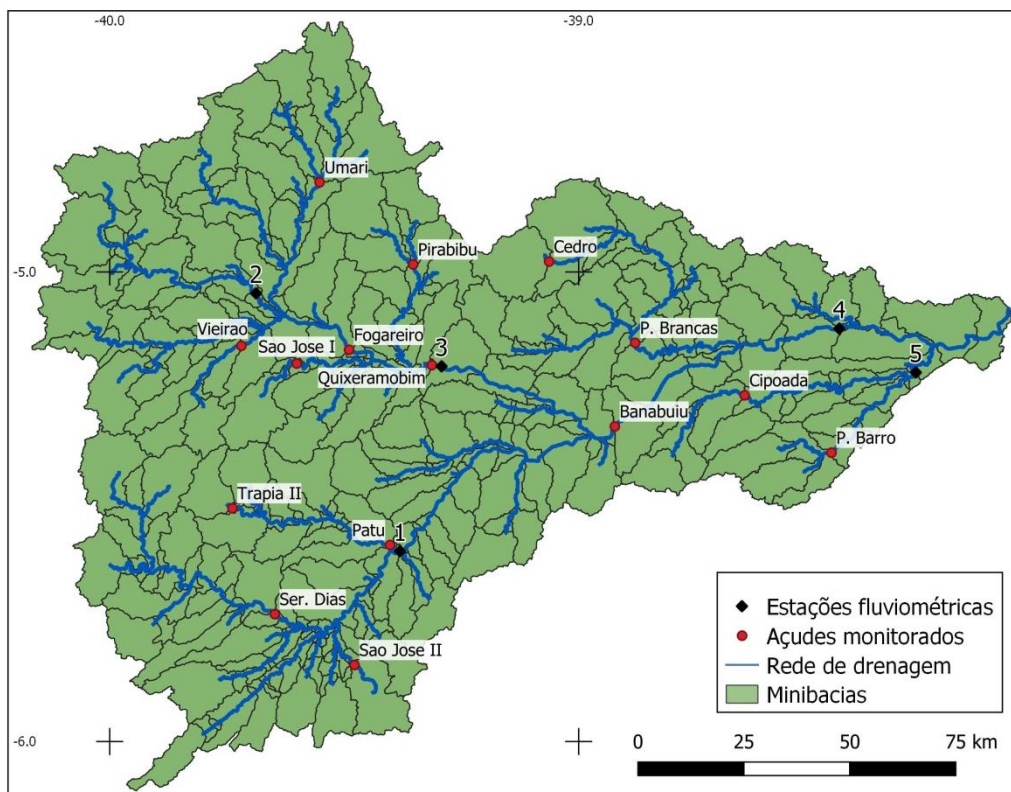 -40.0
-39.0
Umari
Pirabibu
Cedro
-5.0
2
4
Vieirao
Fogareiro
P. Brancas
Sao Jose I
3
5
Quixeramobim
Cipoada
Banabuiu
P. Barro
Trapia II
Patu
1
Ser. Dias
Sao Jose II
Estações fluviométricas
Açudes monitorados
Rede de drenagem
Minibacias
-6.0
0
25
50
75 km